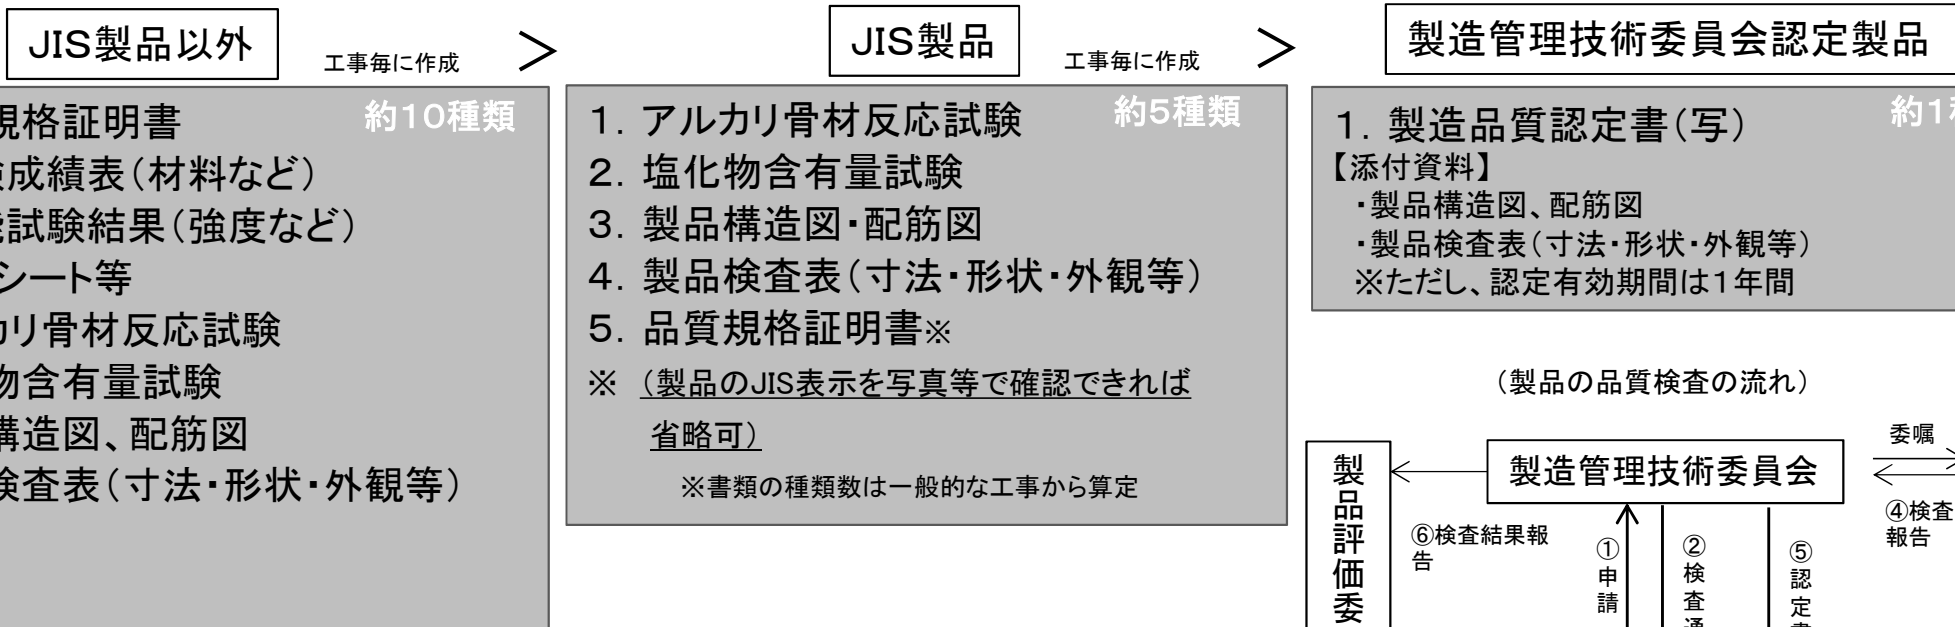 JIS製品以外
工事毎に作成
＞
JIS製品
工事毎に作成
＞
製造管理技術委員会認定製品
約10種類
規格証明書
成績表（材料など）
試験結果（強度など）
シート等
カリ骨材反応試験
物含有量試験
構造図、配筋図
検査表（寸法・形状・外観等）
約5種類
1. アルカリ骨材反応試験
2. 塩化物含有量試験
3. 製品構造図・配筋図
4. 製品検査表（寸法・形状・外観等）
5. 品質規格証明書※
※ （製品のJIS表示を写真等で確認できれば
省略可）
※書類の種類数は一般的な工事から算定
約1種
1. 製造品質認定書（写）
【添付資料】
・製品構造図、配筋図
・製品検査表（寸法・形状・外観等）
※ただし、認定有効期間は1年間
（製品の品質検査の流れ）
製品評価委
製造管理技術委員会
委嘱
④検査
報告
⑥検査結果報
告
①申請
②検査通
⑤認定書